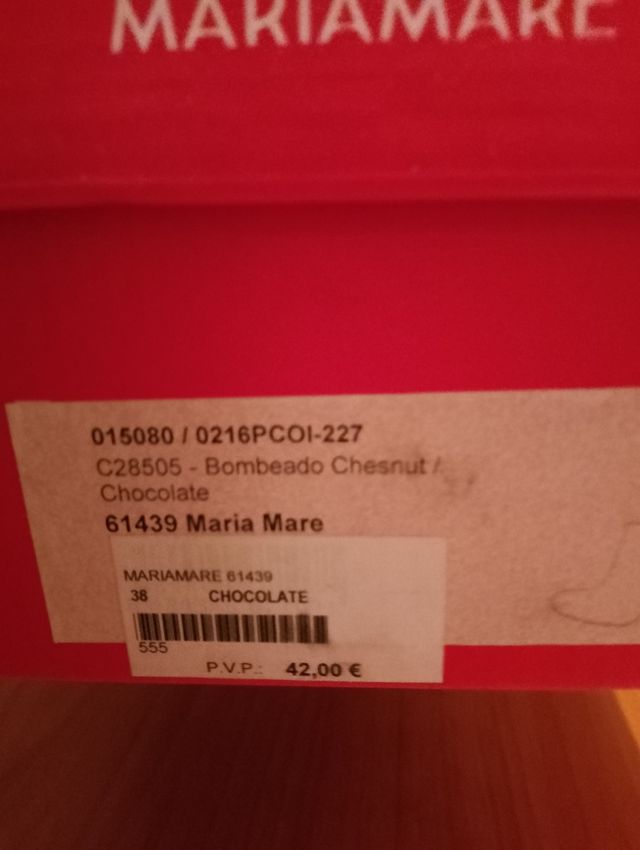 MARIAMARE
015080 / 0216PCOI-227
C28505 - Bombeado Chesnut /
Chocolate
61439 Maria Mare
MARIAMARE 61439
38 CHOCOLATE
555
P.V.P.: 42,00 €